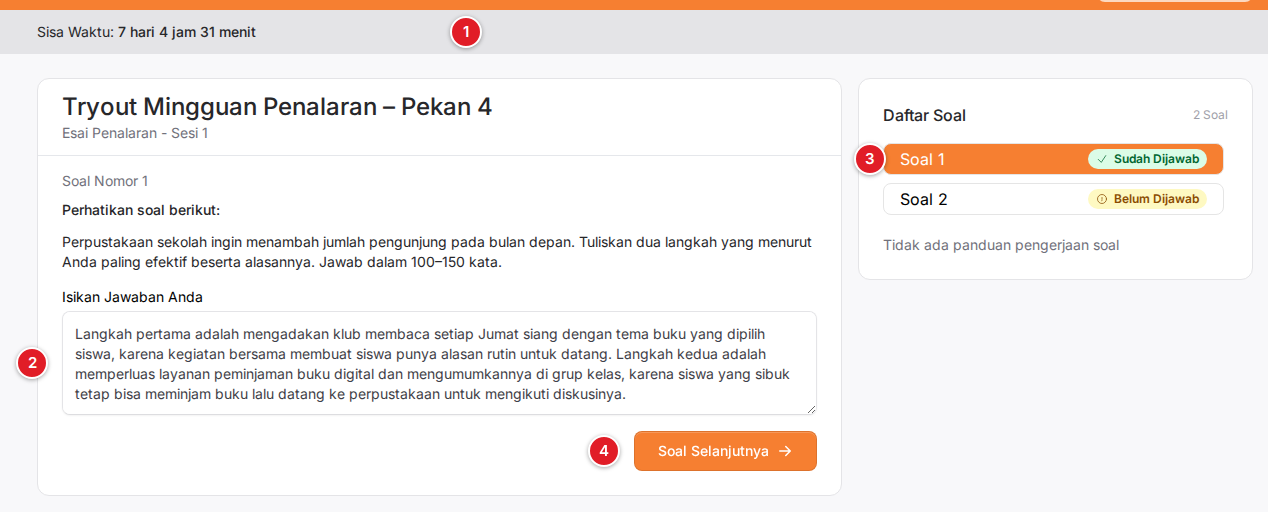 Sisa Waktu: 7 hari 4 jam 31 menit
1
Tryout Mingguan Penalaran – Pekan 4
Esai Penalaran - Sesi 1
Soal Nomor 1
Perhatikan soal berikut:
Perpustakaan sekolah ingin menambah jumlah pengunjung pada bulan depan. Tuliskan dua langkah yang menurut
Anda paling efektif beserta alasannya. Jawab dalam 100–150 kata.
Isikan Jawaban Anda
2
Langkah pertama adalah mengadakan klub membaca setiap Jumat siang dengan tema buku yang dipilih
siswa, karena kegiatan bersama membuat siswa punya alasan rutin untuk datang. Langkah kedua adalah
memperluas layanan peminjaman buku digital dan mengumumkannya di grup kelas, karena siswa yang sibuk
tetap bisa meminjam buku lalu datang ke perpustakaan untuk mengikuti diskusinya.
4
Soal Selanjutnya →
Daftar Soal
2 Soal
3
Soal 1
Sudah Dijawab
Soal 2
Belum Dijawab
Tidak ada panduan pengerjaan soal